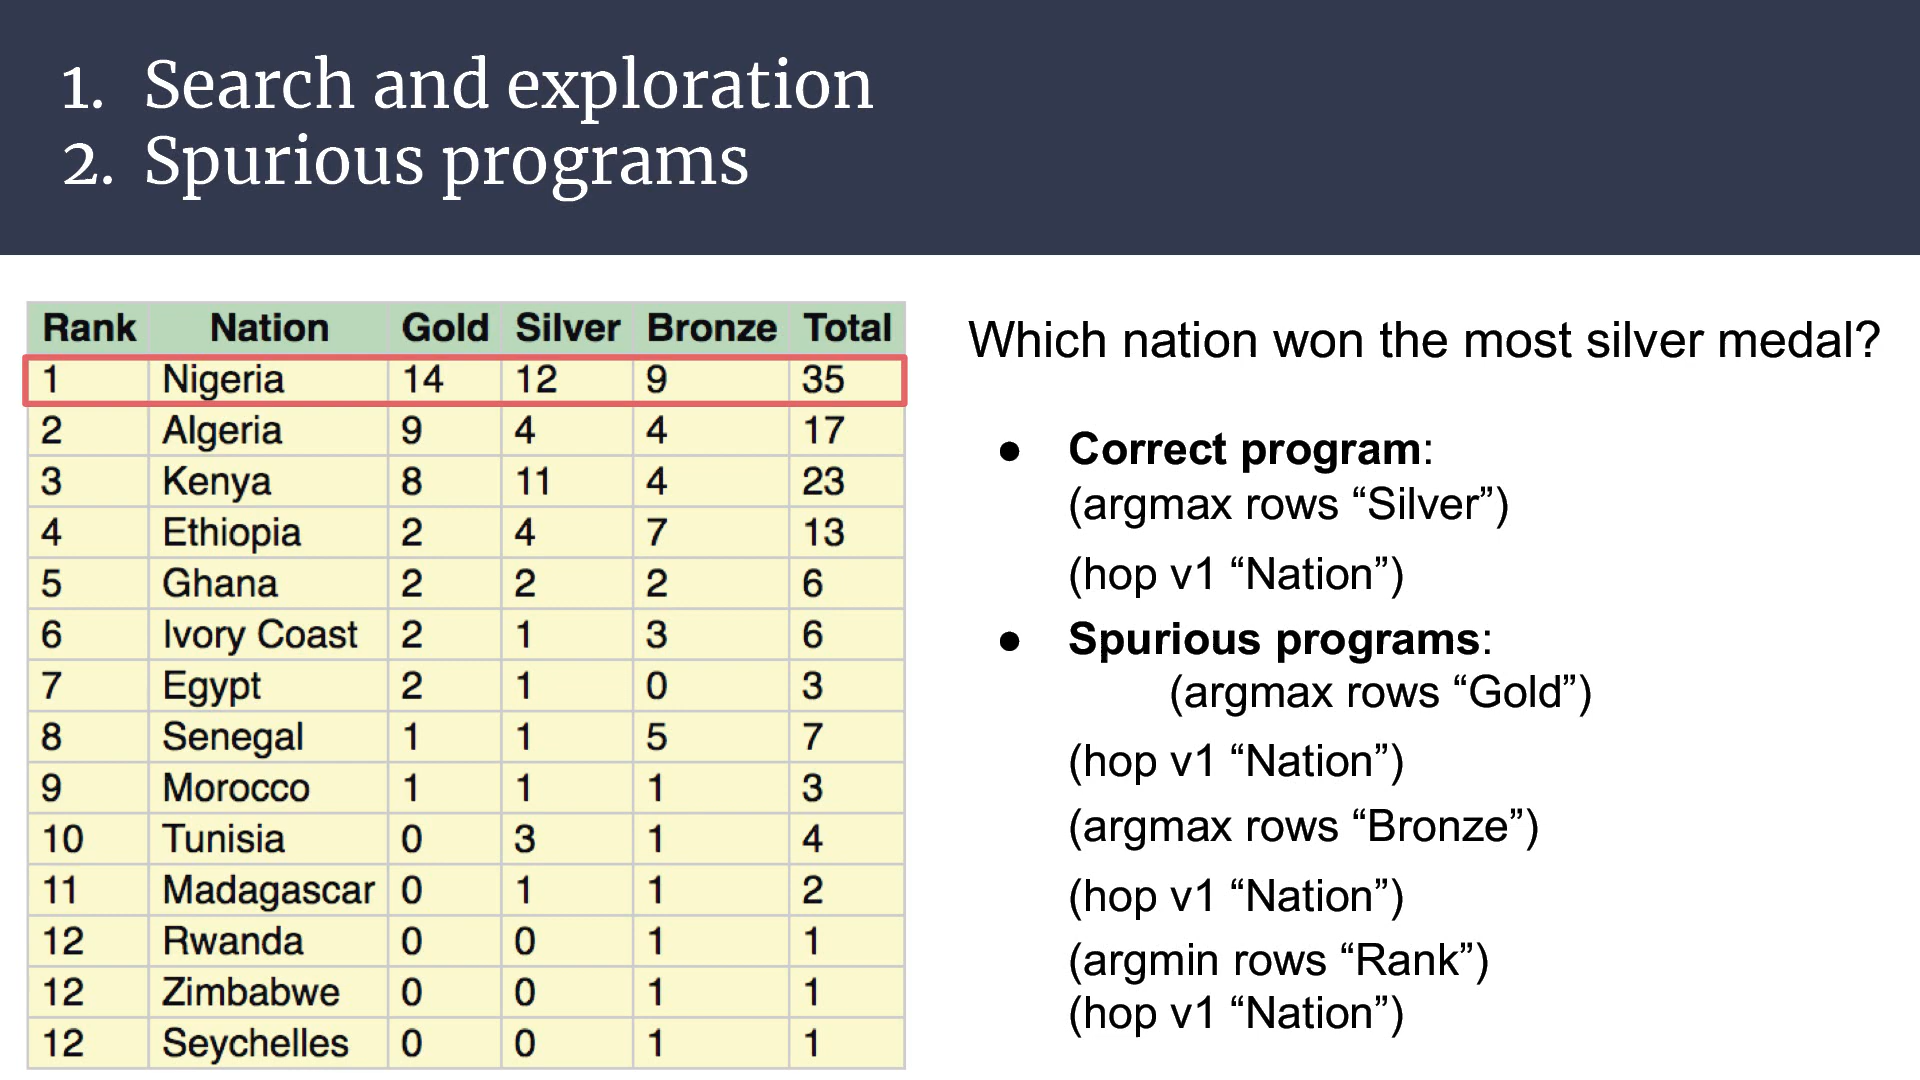 1. Search and exploration
2. Spurious programs
Rank Nation Gold Silver Bronze Total
1 Nigeria 14 12 9 35
2 Algeria 9 4 4 17
3 Kenya 8 11 4 23
4 Ethiopia 2 4 7 13
5 Ghana 2 2 2 6
6 Ivory Coast 2 1 3 6
7 Egypt 2 1 0 3
8 Senegal 1 1 5 7
9 Morocco 1 1 1 3
10 Tunisia 0 3 1 4
11 Madagascar 0 1 1 2
12 Rwanda 0 0 1 1
12 Zimbabwe 0 0 1 1
12 Seychelles 0 0 1 1
Which nation won the most silver medal?
● Correct program:
(argmax rows “Silver”)
(hop v1 “Nation”)
● Spurious programs:
(argmax rows “Gold”)
(hop v1 “Nation”)
(argmax rows “Bronze”)
(hop v1 “Nation”)
(argmin rows “Rank”)
(hop v1 “Nation”)